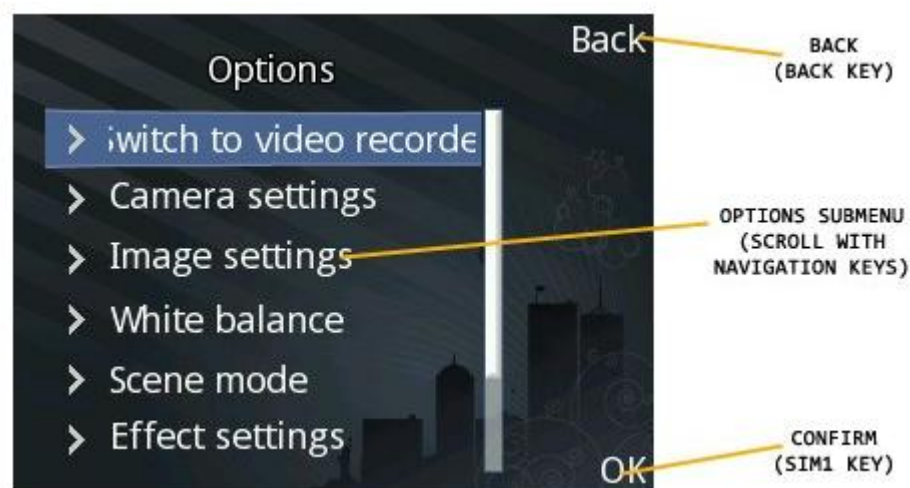 Back
Options
Switch to video recorde
Camera settings
Image settings
White balance
Scene mode
Effect settings
OK
BACK
(BACK KEY)
OPTIONS SUBMENU
(SCROLL WITH
NAVIGATION KEYS)
CONFIRM
(SIM1 KEY)